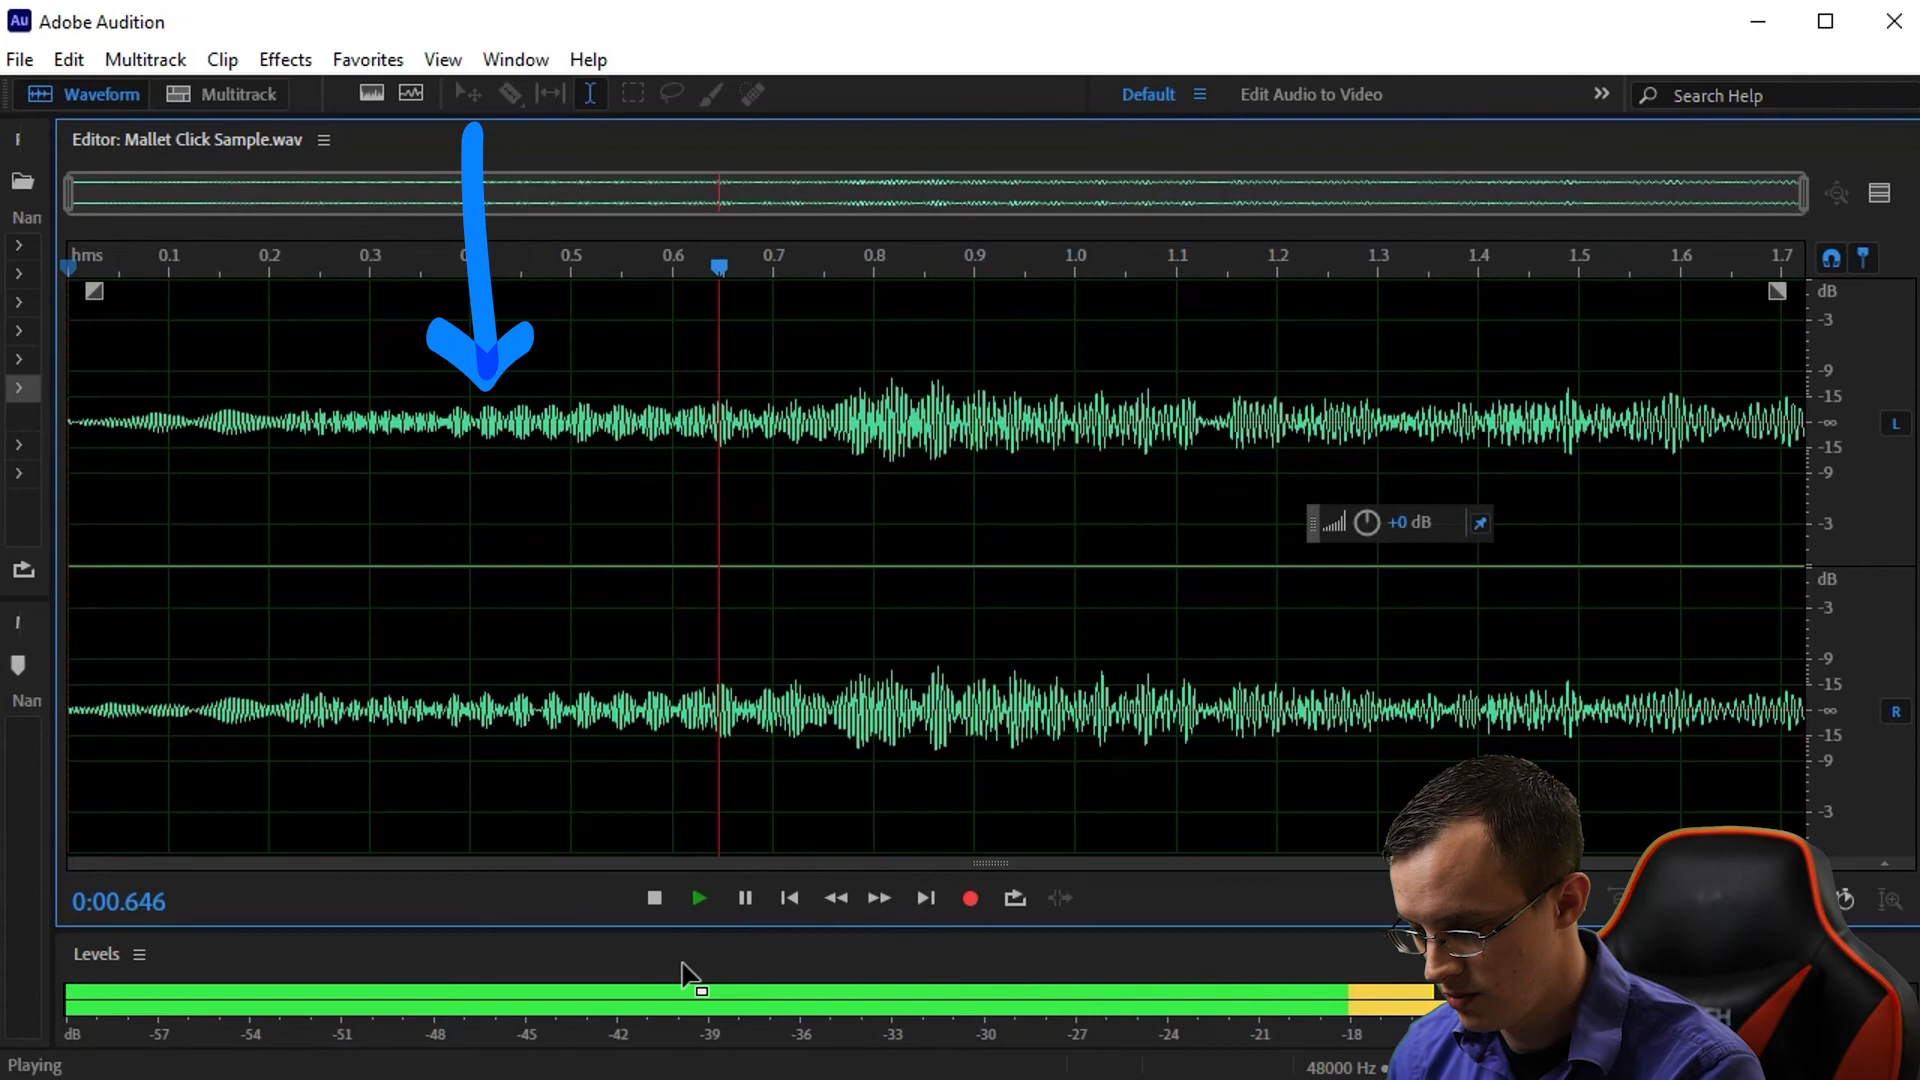 Au Adobe Audition
File Edit Multitrack Clip Effects Favorites View Window Help
Waveform Multitrack Default Edit Audio to Video Search Help
Editor: Mallet Click Sample.wav
Nan
hms 0.1 0.2 0.3 0.5 0.6 0.7 0.8 0.9 1.0 1.1 1.2 1.3 1.4 1.5 1.6 1.7
dB
-3
-9
-15
-∞
L
-15
-9
+0 dB
-3
dB
-3
-9
Nan
-15
-∞
R
-15
-9
-3
0:00.646
Levels
dB -57 -54 -51 -48 -45 -42 -39 -36 -33 -30 -27 -24 -21 -18
Playing
48000 Hz